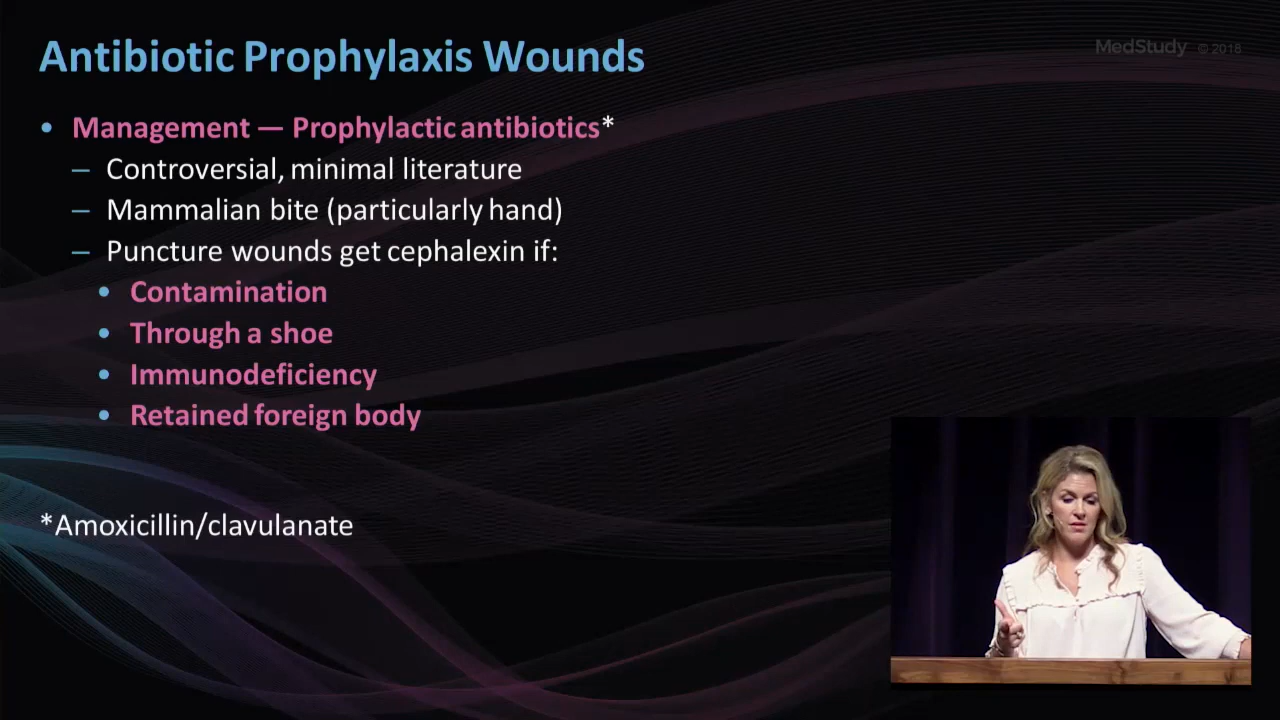 Antibiotic Prophylaxis Wounds
MedStudy © 2018
• Management — Prophylactic antibiotics*
– Controversial, minimal literature
– Mammalian bite (particularly hand)
– Puncture wounds get cephalexin if:
• Contamination
• Through a shoe
• Immunodeficiency
• Retained foreign body
*Amoxicillin/clavulanate